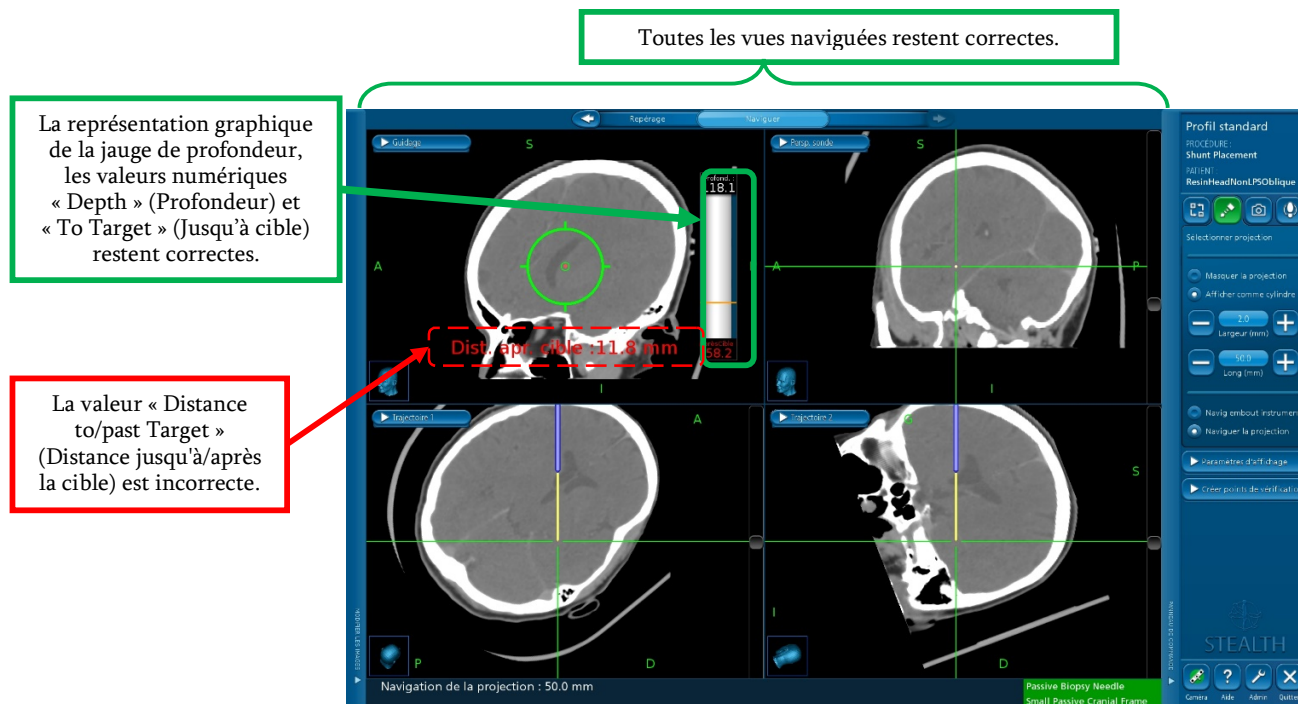 Toutes les vues naviguées restent correctes.
La représentation graphique
de la jauge de profondeur,
les valeurs numériques
« Depth » (Profondeur) et
« To Target » (Jusqu'à cible)
restent correctes.
La valeur « Distance
to/past Target »
(Distance jusqu'à/après
la cible) est incorrecte.
Repérage
Naviguer
Guidage
S
A
I
Profond. :
118.1
58.2
Dist. apr. cible :11.8 mm
Persp. sonde
S
A
P
I
Trajectoire 1
A
P
D
Trajectoire 2
G
S
I
D
Navigation de la projection : 50.0 mm
Passive Biopsy Needle
Small Passive Cranial Frame
Profil standard
PROCÉDURE :
Shunt Placement
PATIENT
ResinHeadNonLPSOblique
Sélectionner projection
Masquer la projection
Afficher comme cylindre
2.0
Largeur (mm)
50.0
Long (mm)
Navig embout instrument
Naviguer la projection
Paramètres d'affichage
Créer points de vérification
STEALTH
Caméra
Aide
Admin
Quitter